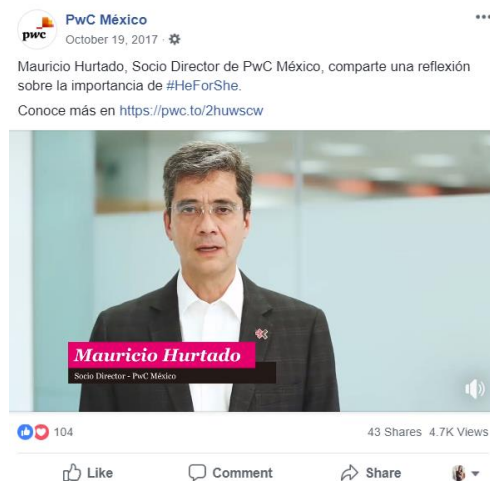 pwc
PwC México
October 19, 2017
Mauricio Hurtado, Socio Director de PwC México, comparte una reflexión
sobre la importancia de #HeForShe.
Conoce más en https://pwc.to/2huwscw
Mauricio Hurtado
Socio Director - PwC México
104
43 Shares 4.7K Views
Like
Comment
Share